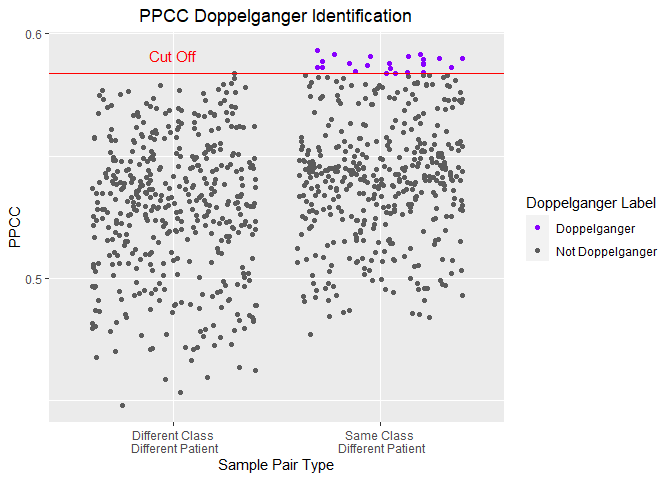 PPCC Doppelganger Identification
0.6
Cut Off
PPCC
0.5
Different Class
Different Patient
Same Class
Different Patient
Sample Pair Type
Doppelganger Label
Doppelganger
Not Doppelganger